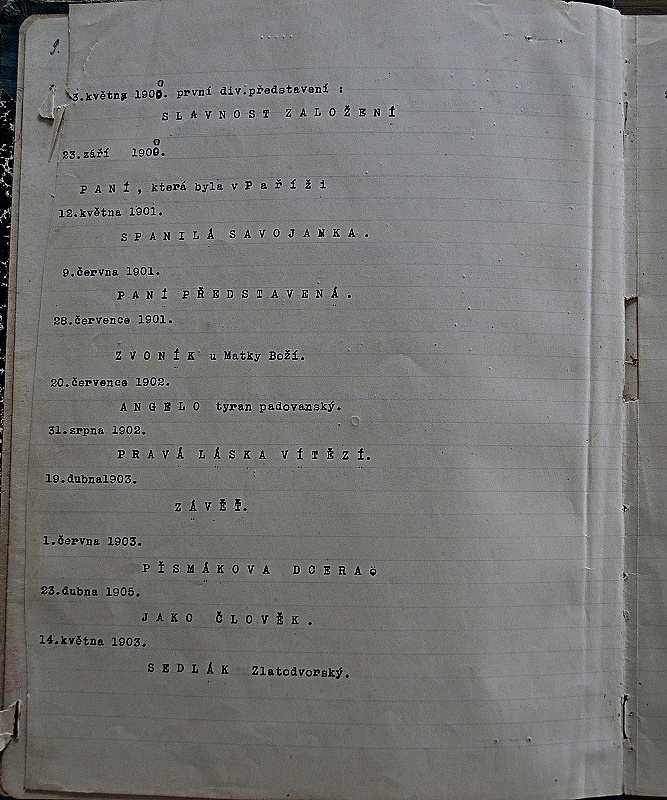 9.
3.května 1900. první div.představení :
SLAVNOST ZALOŽENÍ
23.září 1900.
PANÍ, která byla v Paříži
12.května 1901.
SPANILÁ SAVOJANKA.
9.června 1901.
PANÍ PŘEDSTAVENÁ.
28.července 1901.
ZVONÍK u Matky Boží.
20.července 1902.
ANGELO tyran padovanský.
31.srpna 1902.
PRAVÁ LÁSKA VÍTĚZÍ.
19.dubna1903.
ZÁVĚŤ.
1.června 1903.
PÍSMÁKOVA DCERA
23.dubna 1905.
JAKO ČLOVĚK.
14.května 1903.
SEDLÁK Zlatodvorský.